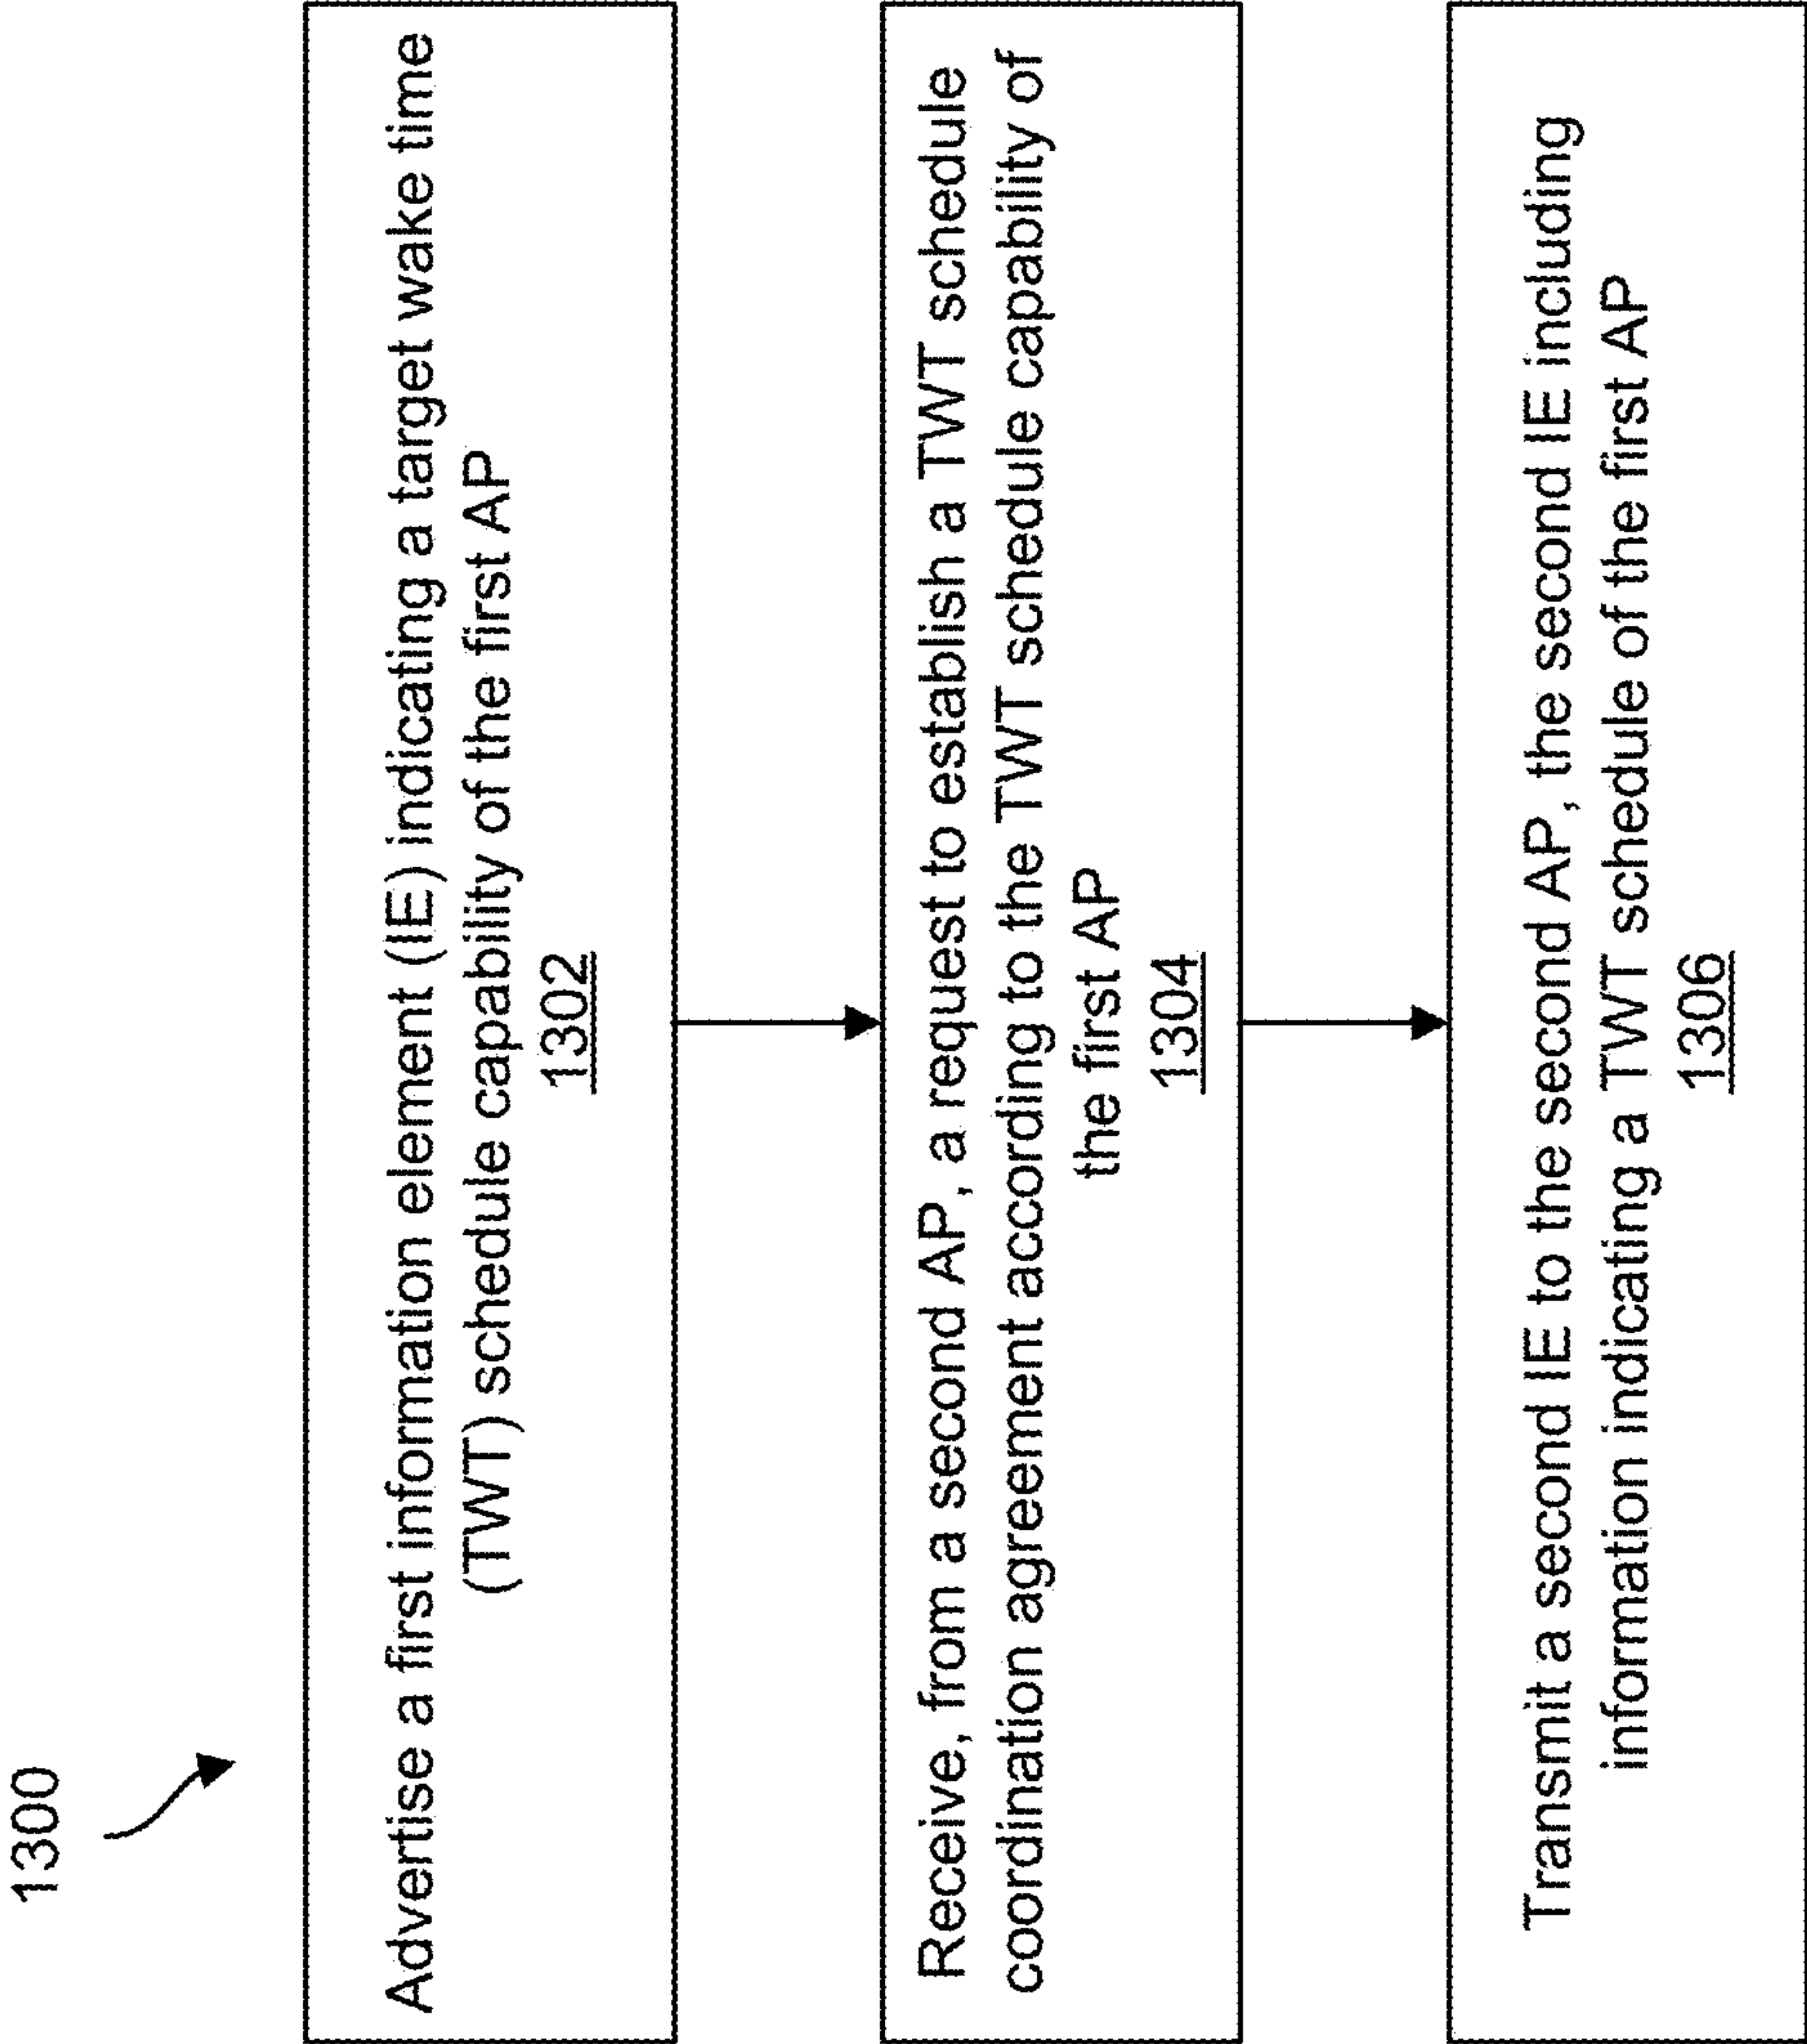 1300
Advertise a first information element (IE) indicating a target wake time
(TWT) schedule capability of the first AP
1302
Receive, from a second AP, a request to establish a TWT schedule
coordination agreement according to the TWT schedule capability of
the first AP
1304
Transmit a second IE to the second AP, the second IE including
information indicating a TWT schedule of the first AP
1306